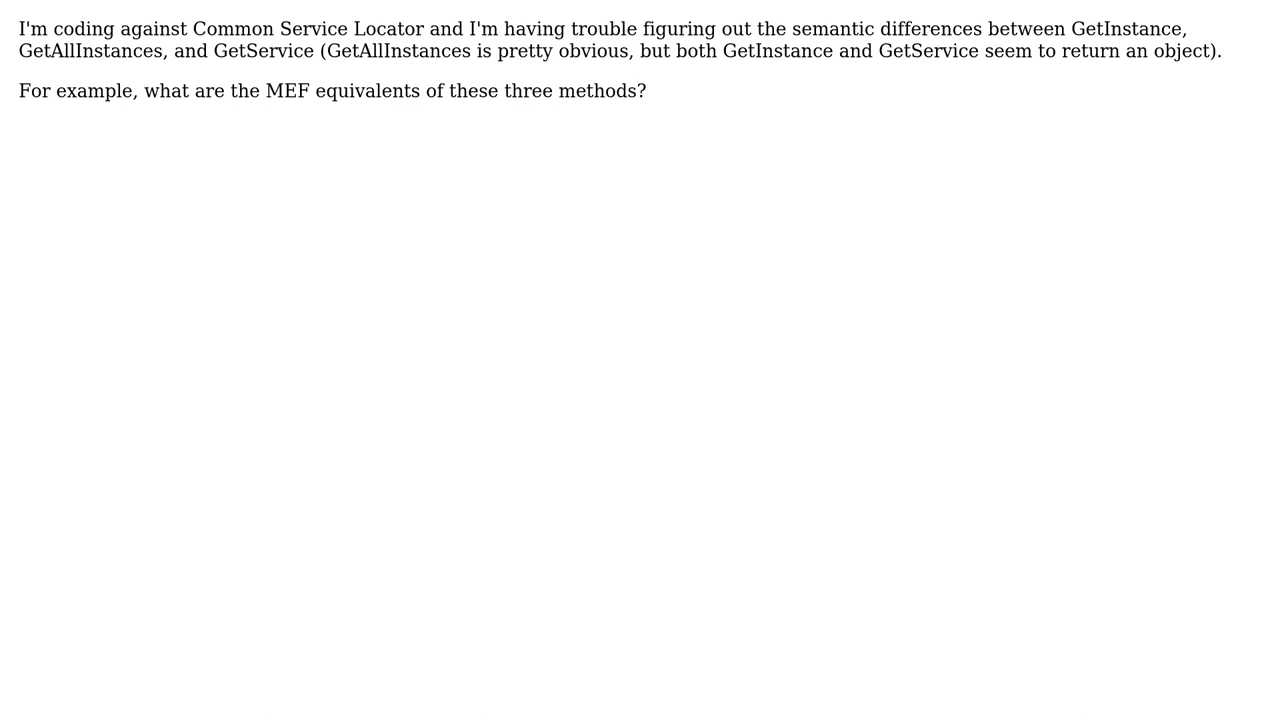 I'm coding against Common Service Locator and I'm having trouble figuring out the semantic differences between GetInstance,
GetAllInstances, and GetService (GetAllInstances is pretty obvious, but both GetInstance and GetService seem to return an object).
For example, what are the MEF equivalents of these three methods?